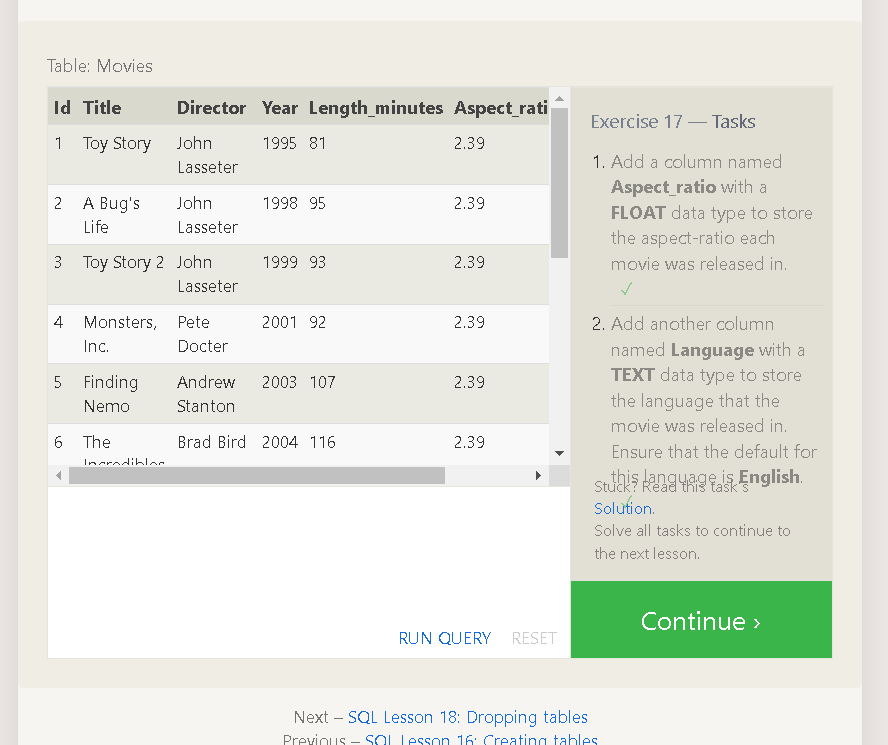 Table: Movies
Id Title Director Year Length_minutes Aspect_rati
1 Toy Story John Lasseter 1995 81 2.39
2 A Bug's Life John Lasseter 1998 95 2.39
3 Toy Story 2 John Lasseter 1999 93 2.39
4 Monsters, Inc. Pete Docter 2001 92 2.39
5 Finding Nemo Andrew Stanton 2003 107 2.39
6 The Incredibles Brad Bird 2004 116 2.39
RUN QUERY RESET
Exercise 17 — Tasks
1. Add a column named
Aspect_ratio with a
FLOAT data type to store
the aspect-ratio each
movie was released in.
✓
2. Add another column
named Language with a
TEXT data type to store
the language that the
movie was released in.
Ensure that the default for
this language is English.
✓
Stuck? Read this task's
Solution.
Solve all tasks to continue to
the next lesson.
Continue ›
Next – SQL Lesson 18: Dropping tables
Previous – SQL Lesson 16: Creating tables